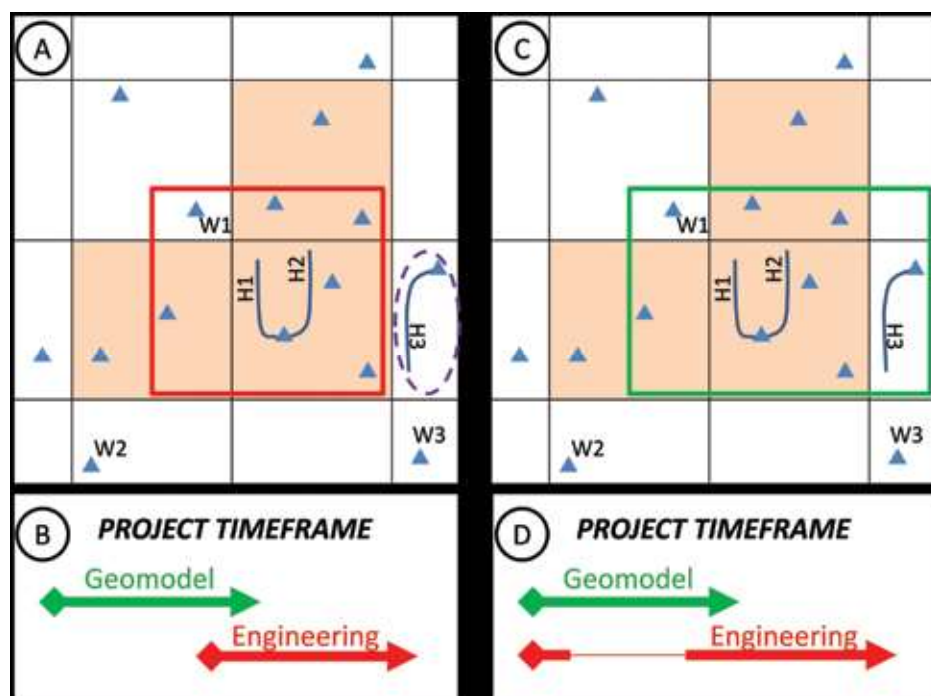 A
W1
H1
H2
H3
W2
W3
B
PROJECT TIMEFRAME
Geomodel
Engineering
C
W1
H1
H2
H3
W2
W3
D
PROJECT TIMEFRAME
Geomodel
Engineering